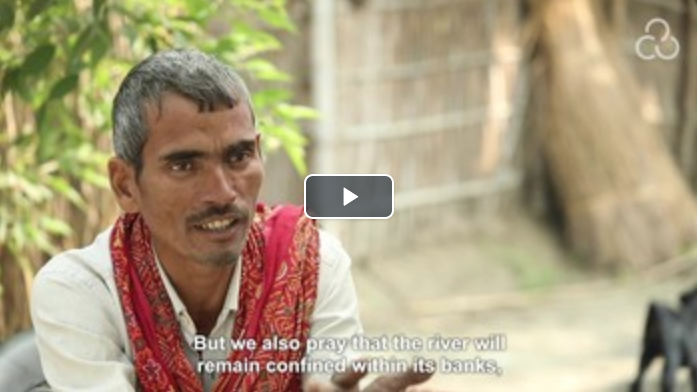 But we also pray that the river will
remain confined within its banks,